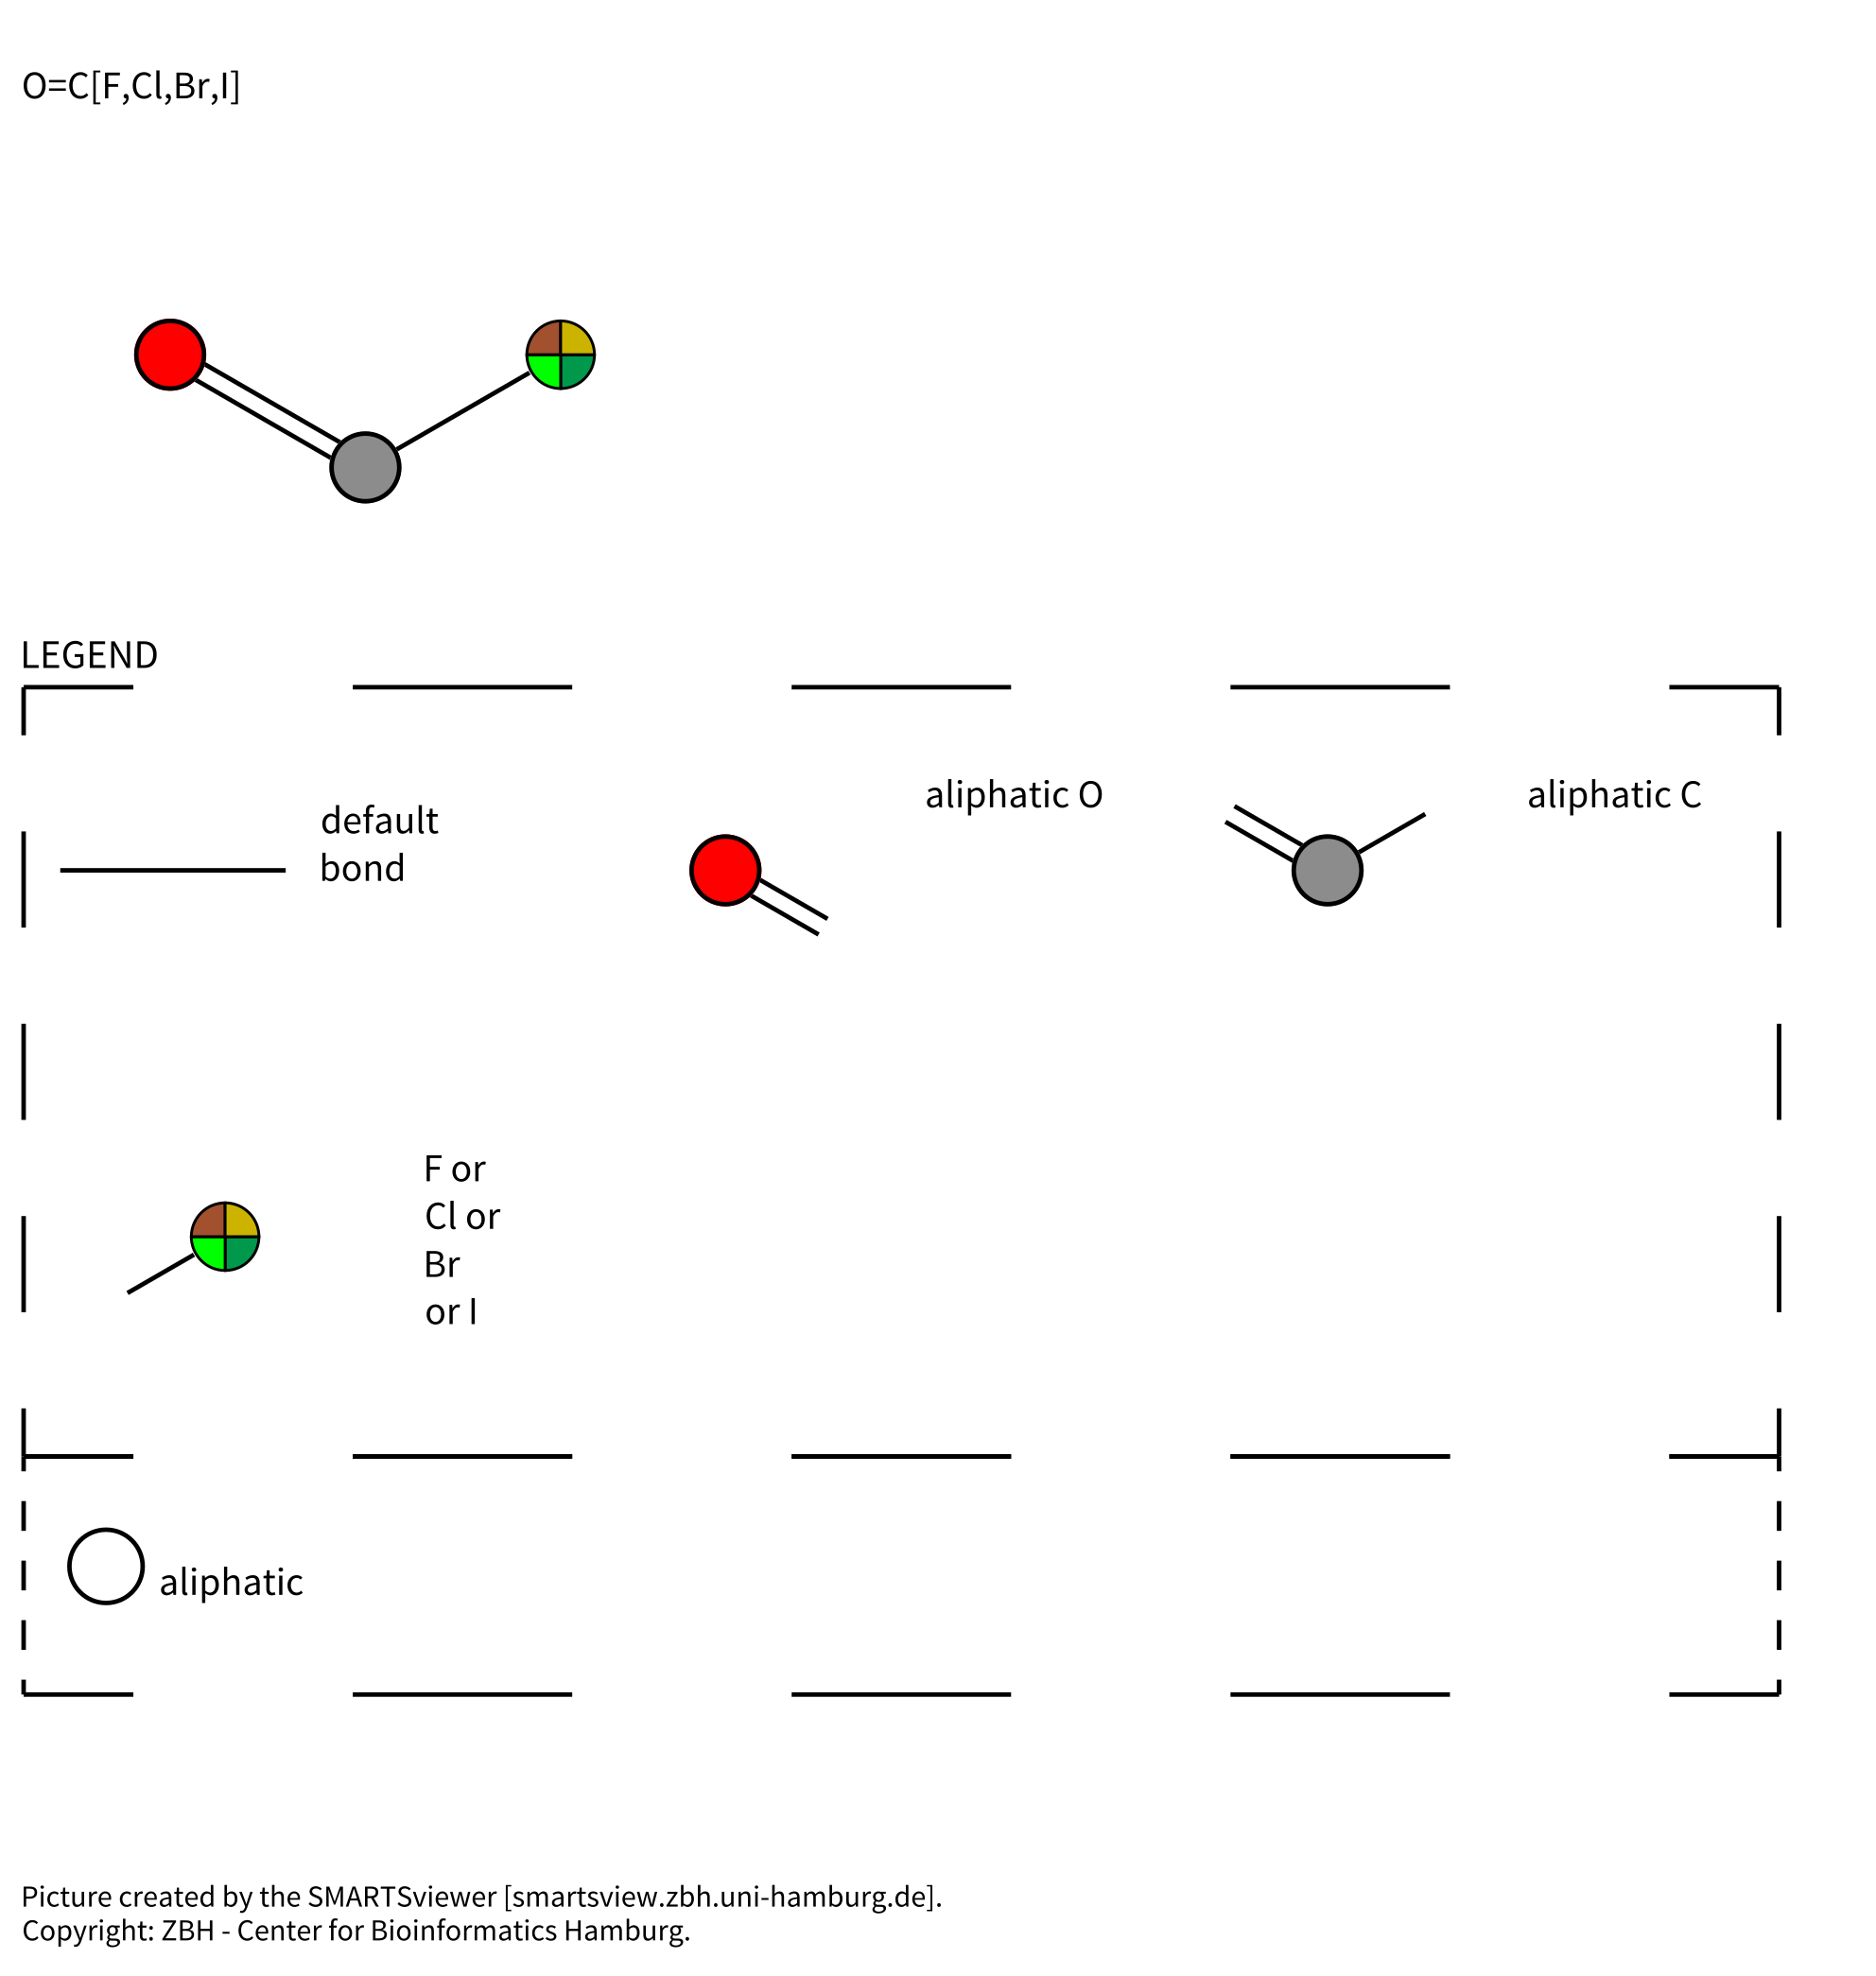 O=C[F,Cl,Br,I]
LEGEND
default
bond
aliphatic O
aliphatic C
F or
Cl or
Br
or I
aliphatic
Picture created by the SMARTSviewer [smartsview.zbh.uni-hamburg.de].
Copyright: ZBH - Center for Bioinformatics Hamburg.